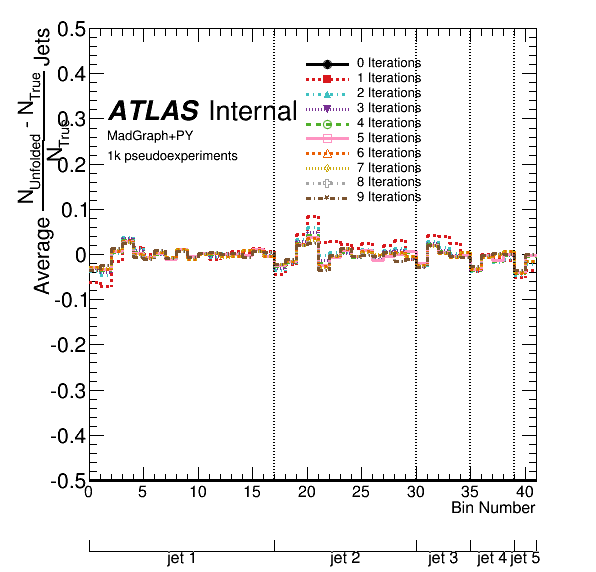 0.5
0.4
0.3
0.2
0.1
0
-0.1
-0.2
-0.3
-0.4
-0.5
Average N_Unfolded - N_True / N_True Jets
ATLAS Internal
MadGraph+PY
1k pseudoexperiments
0 Iterations
1 Iterations
2 Iterations
3 Iterations
4 Iterations
5 Iterations
6 Iterations
7 Iterations
8 Iterations
9 Iterations
0 5 10 15 20 25 30 35 40
Bin Number
jet 1 jet 2 jet 3 jet 4 jet 5